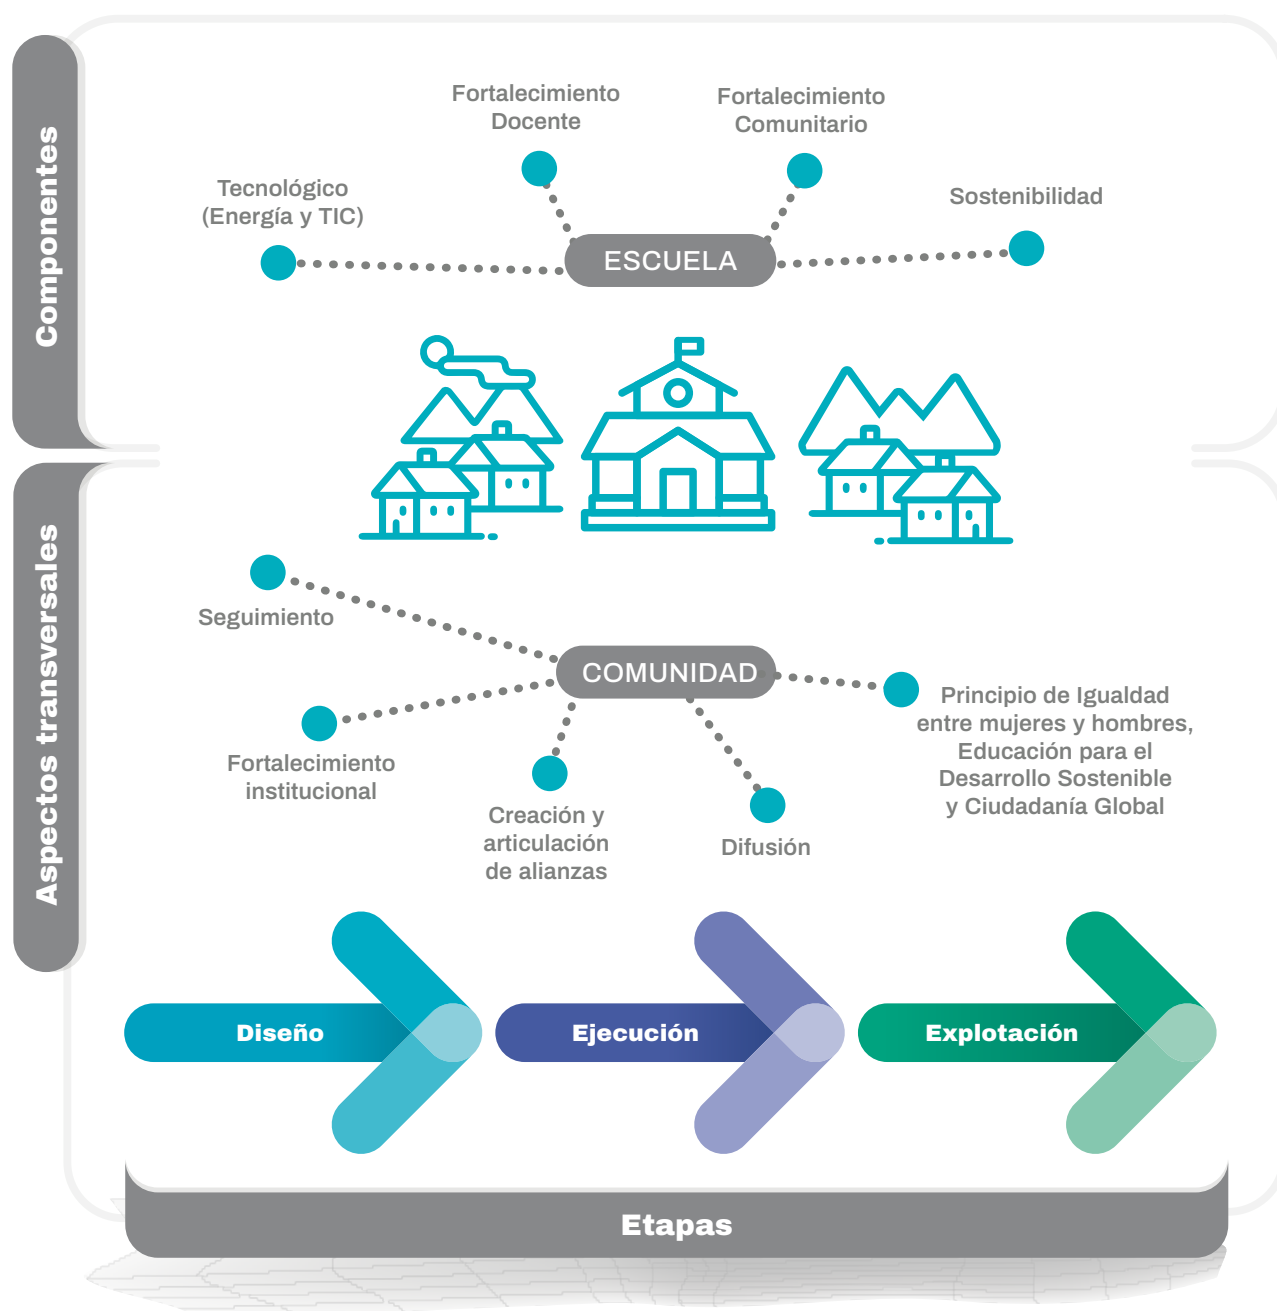 Componentes
Fortalecimiento
Docente
Fortalecimiento
Comunitario
Tecnológico
(Energía y TIC)
Sostenibilidad
ESCUELA
Aspectos transversales
Seguimiento
COMUNIDAD
Fortalecimiento
institucional
Creación y
articulación
de alianzas
Difusión
Principio de Igualdad
entre mujeres y hombres,
Educación para el
Desarrollo Sostenible
y Ciudadanía Global
Diseño
Ejecución
Explotación
Etapas